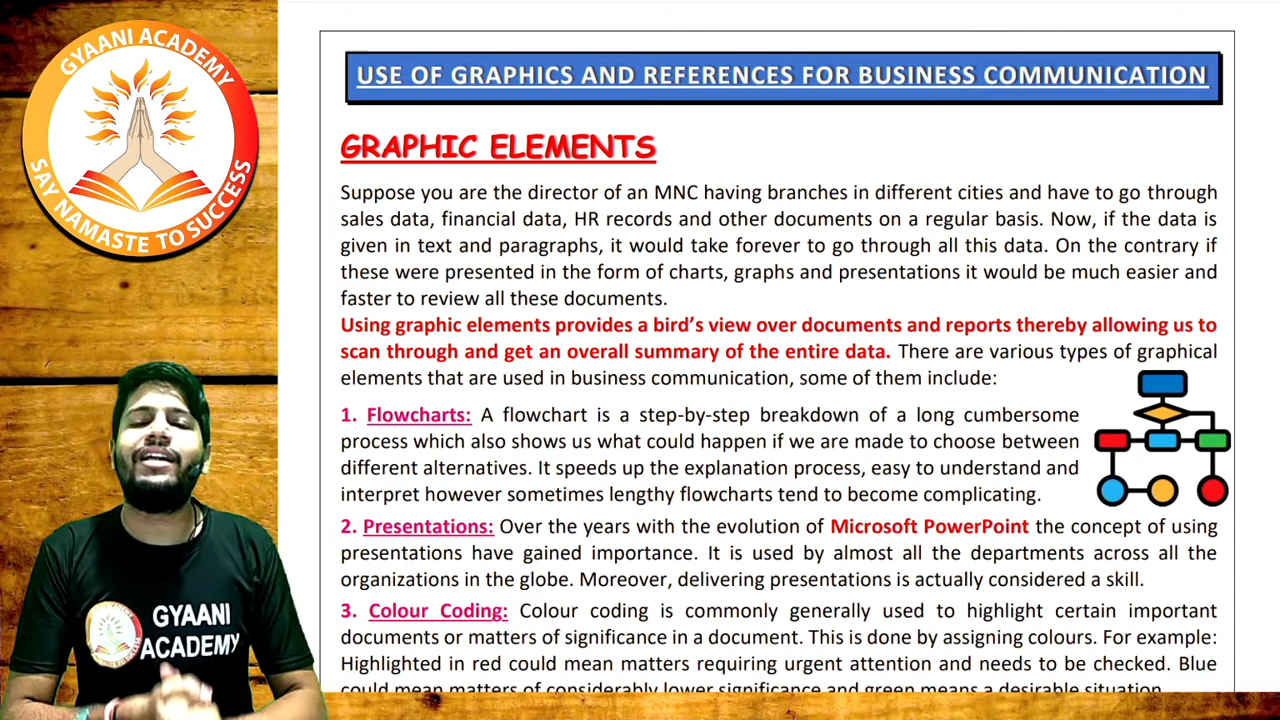 GYAANI ACADEMY
SAY NAMASTE TO SUCCESS
USE OF GRAPHICS AND REFERENCES FOR BUSINESS COMMUNICATION
GRAPHIC ELEMENTS
Suppose you are the director of an MNC having branches in different cities and have to go through
sales data, financial data, HR records and other documents on a regular basis. Now, if the data is
given in text and paragraphs, it would take forever to go through all this data. On the contrary if
these were presented in the form of charts, graphs and presentations it would be much easier and
faster to review all these documents.
Using graphic elements provides a bird’s view over documents and reports thereby allowing us to
scan through and get an overall summary of the entire data. There are various types of graphical
elements that are used in business communication, some of them include:
1. Flowcharts: A flowchart is a step-by-step breakdown of a long cumbersome
process which also shows us what could happen if we are made to choose between
different alternatives. It speeds up the explanation process, easy to understand and
interpret however sometimes lengthy flowcharts tend to become complicating.
2. Presentations: Over the years with the evolution of Microsoft PowerPoint the concept of using
presentations have gained importance. It is used by almost all the departments across all the
organizations in the globe. Moreover, delivering presentations is actually considered a skill.
3. Colour Coding: Colour coding is commonly generally used to highlight certain important
documents or matters of significance in a document. This is done by assigning colours. For example:
Highlighted in red could mean matters requiring urgent attention and needs to be checked. Blue
could mean matters of considerably lower significance and green means a desirable situation.
GYAANI
ACADEMY